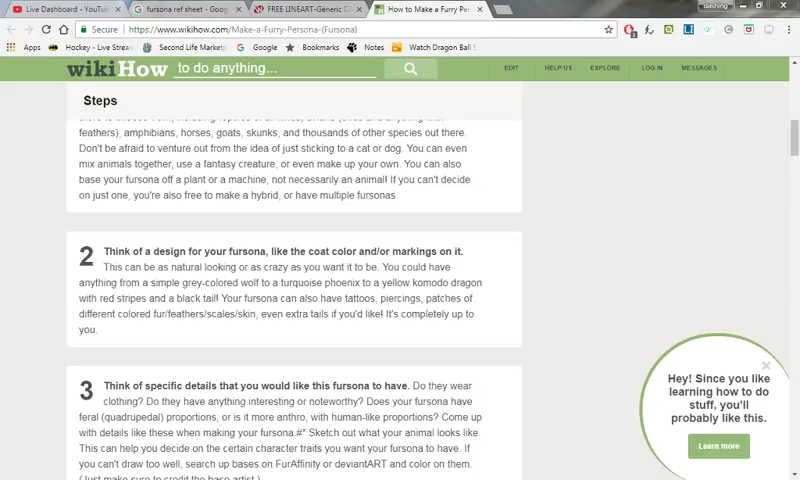 dashing
Live Dashboard - YouTu
fursona ref sheet - Goog
FREE LINEART-Generic C
How to Make a Furry Pers
Secure
https://www.wikihow.com/Make-a-Furry-Persona-(Fursona)
Apps
Hockey - Live Stream
Second Life Marketp
Google
Bookmarks
Notes
Watch Dragon Ball S
wikiHow to do anything...
EDIT
HELP US
EXPLORE
LOG IN
MESSAGES
Steps
feathers), amphibians, horses, goats, skunks, and thousands of other species out there.
Don't be afraid to venture out from the idea of just sticking to a cat or dog. You can even
mix animals together, use a fantasy creature, or even make up your own. You can also
base your fursona off a plant or a machine, not necessarily an animal! If you can't decide
on just one, you're also free to make a hybrid, or have multiple fursonas.
2 Think of a design for your fursona, like the coat color and/or markings on it.
This can be as natural looking or as crazy as you want it to be. You could have
anything from a simple grey-colored wolf to a turquoise phoenix to a yellow komodo dragon
with red stripes and a black tail! Your fursona can also have tattoos, piercings, patches of
different colored fur/feathers/scales/skin, even extra tails if you'd like! It's completely up to
you.
3 Think of specific details that you would like this fursona to have. Do they wear
clothing? Do they have anything interesting or noteworthy? Does your fursona have
feral (quadrupedal) proportions, or is it more anthro, with human-like proportions? Come up
with details like these when making your fursona.#* Sketch out what your animal looks like.
This can help you decide on the certain character traits you want your fursona to have. If
you can't draw too well, search up bases on FurAffinity or deviantART and color on them.
(Just make sure to credit the base artist.)
Hey! Since you like
learning how to do
stuff, you'll
probably like this.
Learn more